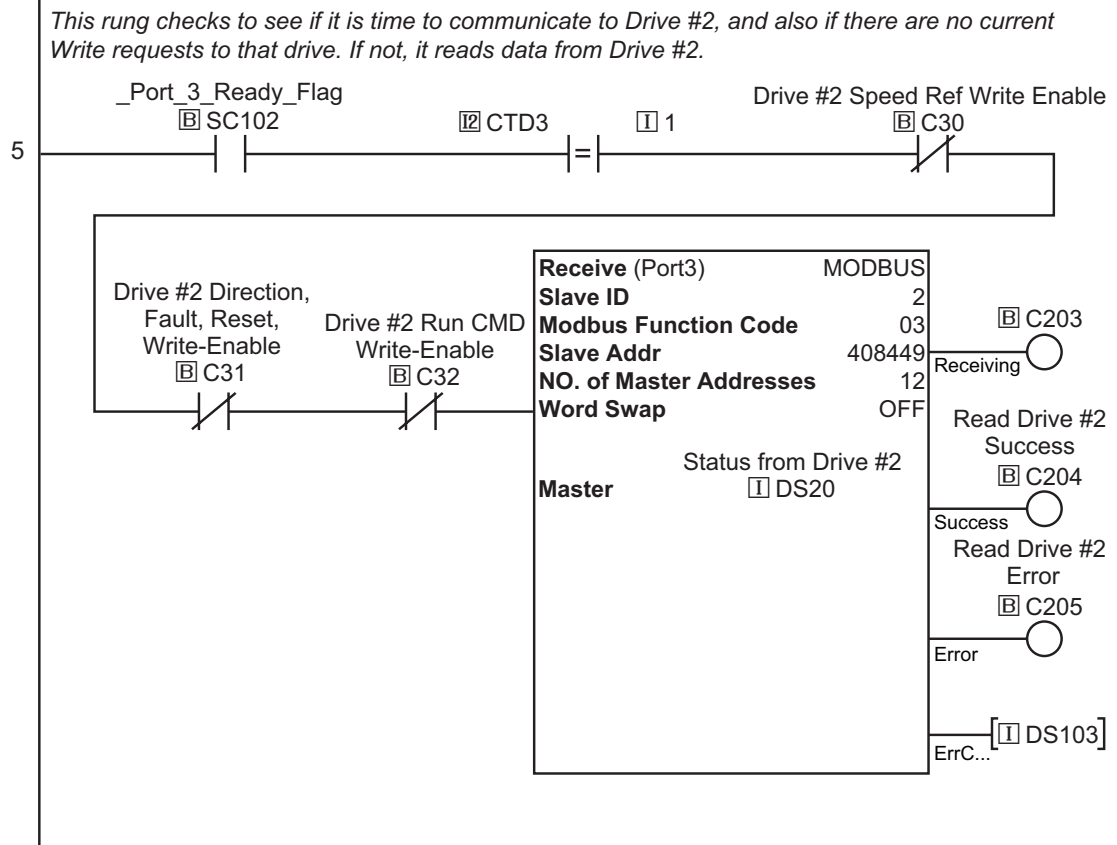 This rung checks to see if it is time to communicate to Drive #2, and also if there are no current
Write requests to that drive. If not, it reads data from Drive #2.
_Port_3_Ready_Flag
B SC102
I2 CTD3
I 1
Drive #2 Speed Ref Write Enable
B C30
5
=
Drive #2 Direction,
Fault, Reset,
Write-Enable
B C31
Drive #2 Run CMD
Write-Enable
B C32
Receive (Port3) MODBUS
Slave ID 2
Modbus Function Code 03
Slave Addr 408449
NO. of Master Addresses 12
Word Swap OFF
Status from Drive #2
Master I DS20
B C203
Receiving
Read Drive #2
Success
B C204
Success
Read Drive #2
Error
B C205
Error
[I DS103]
ErrC...